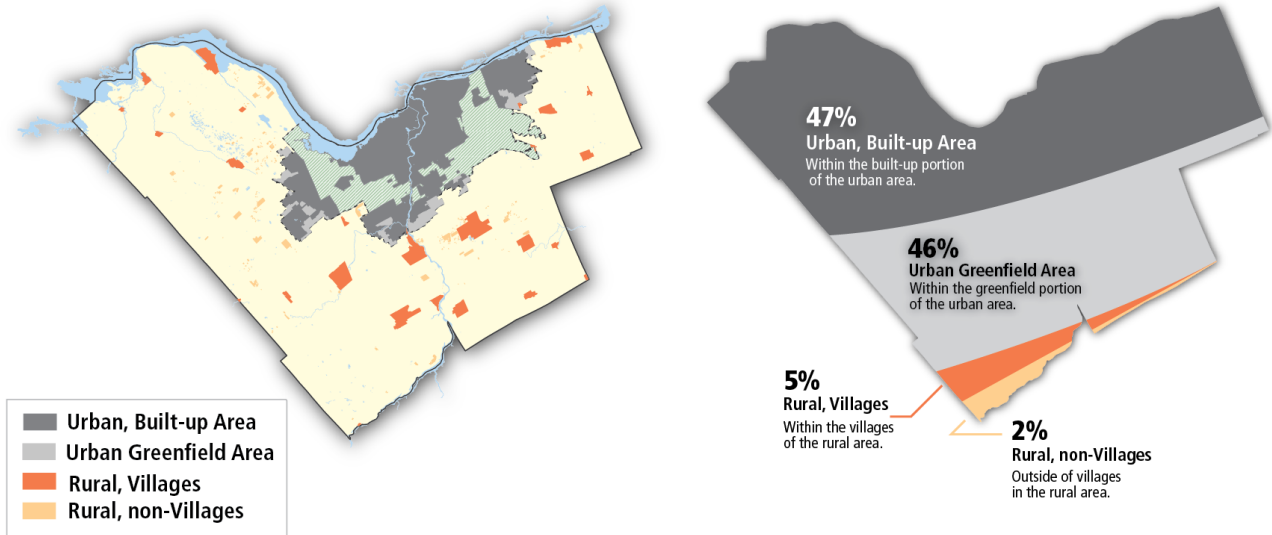 Urban, Built-up Area
Urban Greenfield Area
Rural, Villages
Rural, non-Villages
47%
Urban, Built-up Area
Within the built-up portion
of the urban area.
46%
Urban Greenfield Area
Within the greenfield portion
of the urban area.
5%
Rural, Villages
Within the villages
of the rural area.
2%
Rural, non-Villages
Outside of villages
in the rural area.